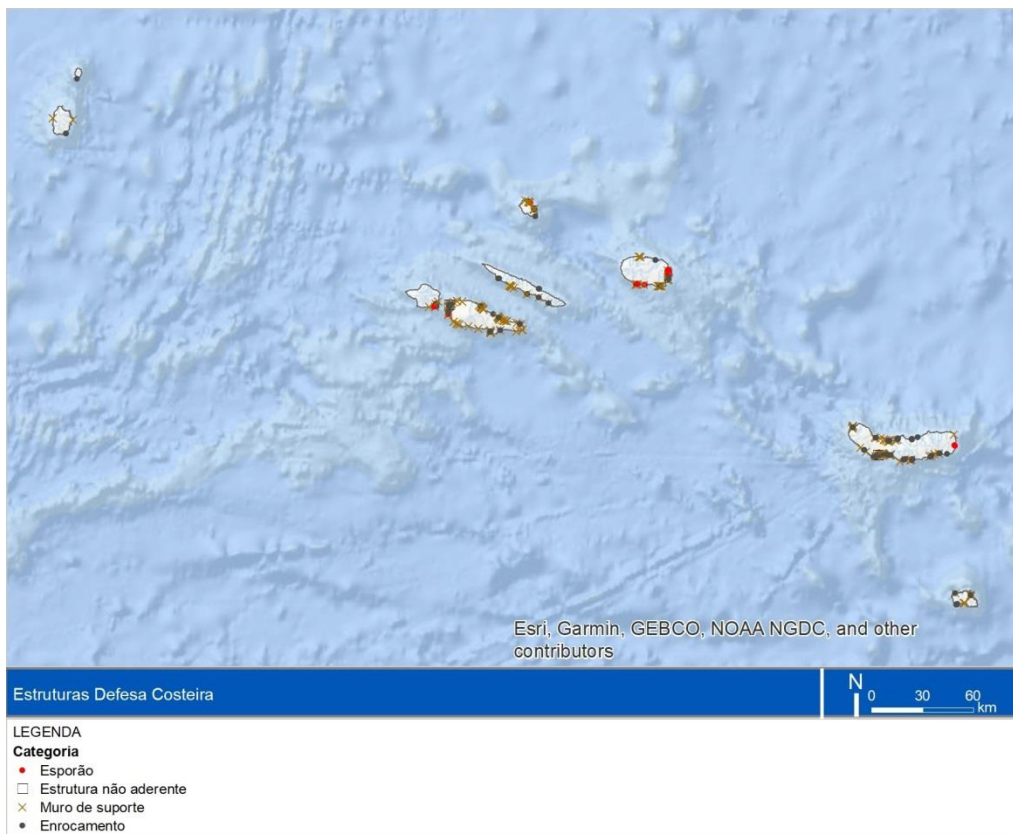 Esri, Garmin, GEBCO, NOAA NGDC, and other
contributors
Estruturas Defesa Costeira
N
0 30 60
km
LEGENDA
Categoria
Esporão
Estrutura não aderente
Muro de suporte
Enrocamento